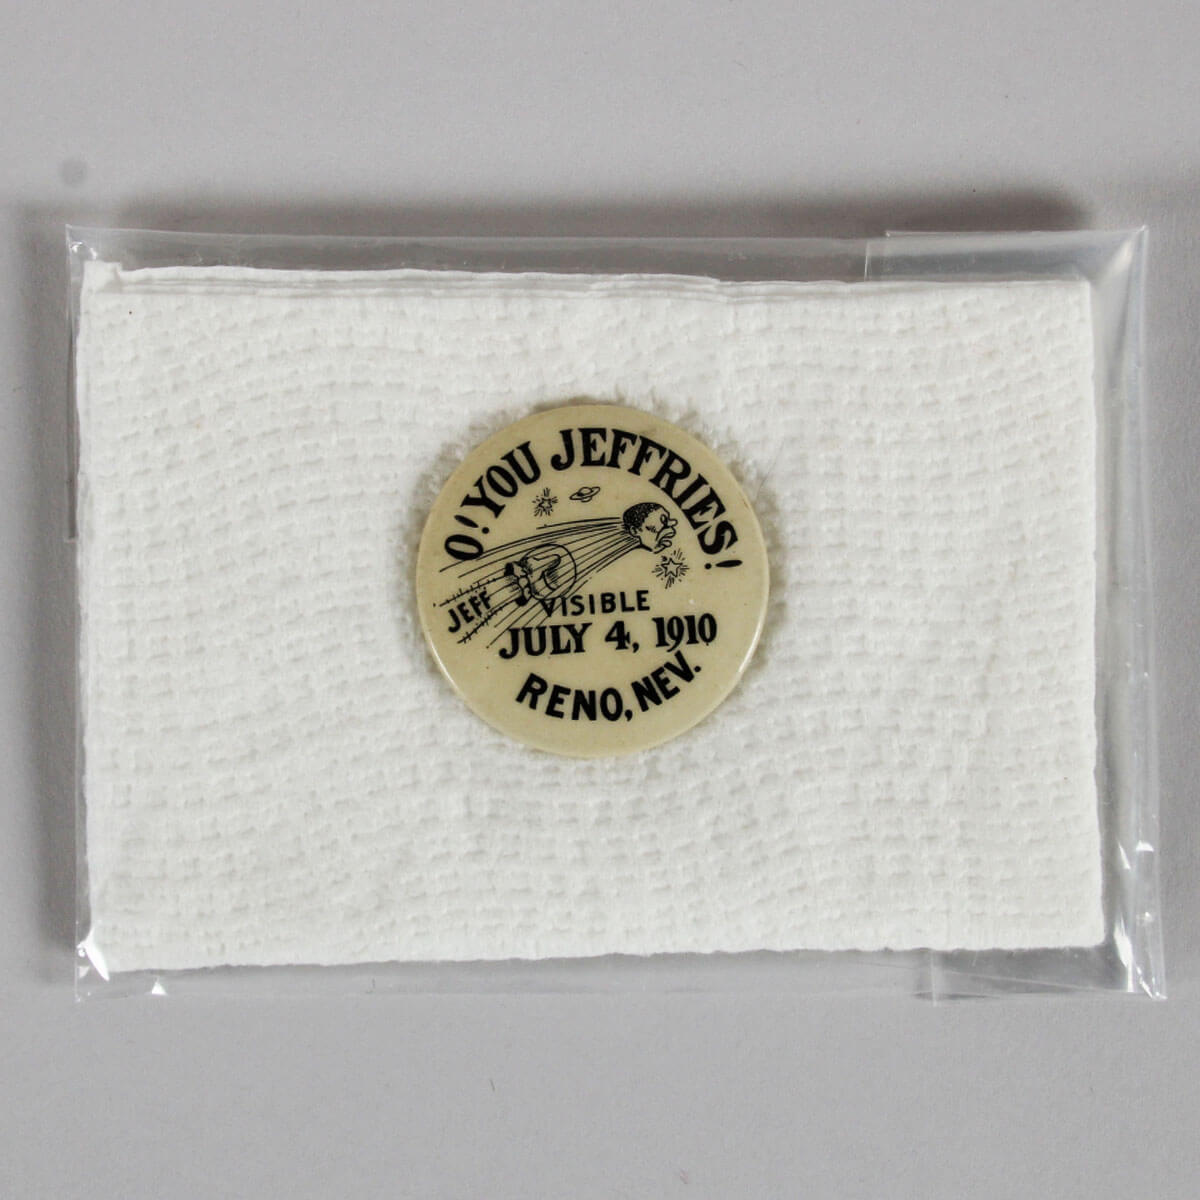 O! YOU JEFFRIES!
JEFF
VISIBLE
JULY 4, 1910
RENO, NEV.